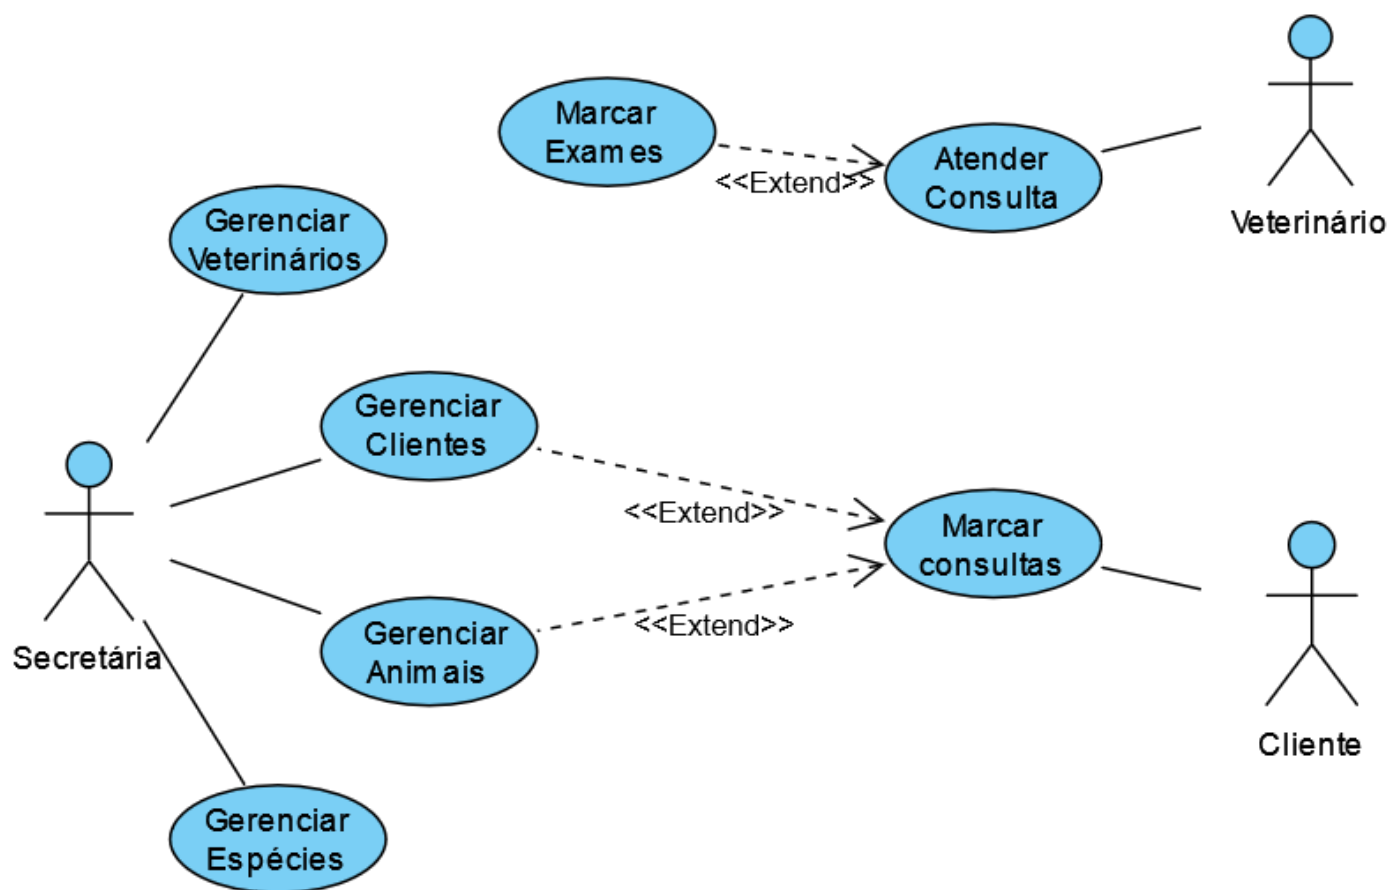 Marcar
Exames
<<Extend>>
Atender
Consulta
Veterinário
Gerenciar
Veterinários
Gerenciar
Clientes
<<Extend>>
Marcar
consultas
<<Extend>>
Gerenciar
Animais
Secretária
Cliente
Gerenciar
Espécies